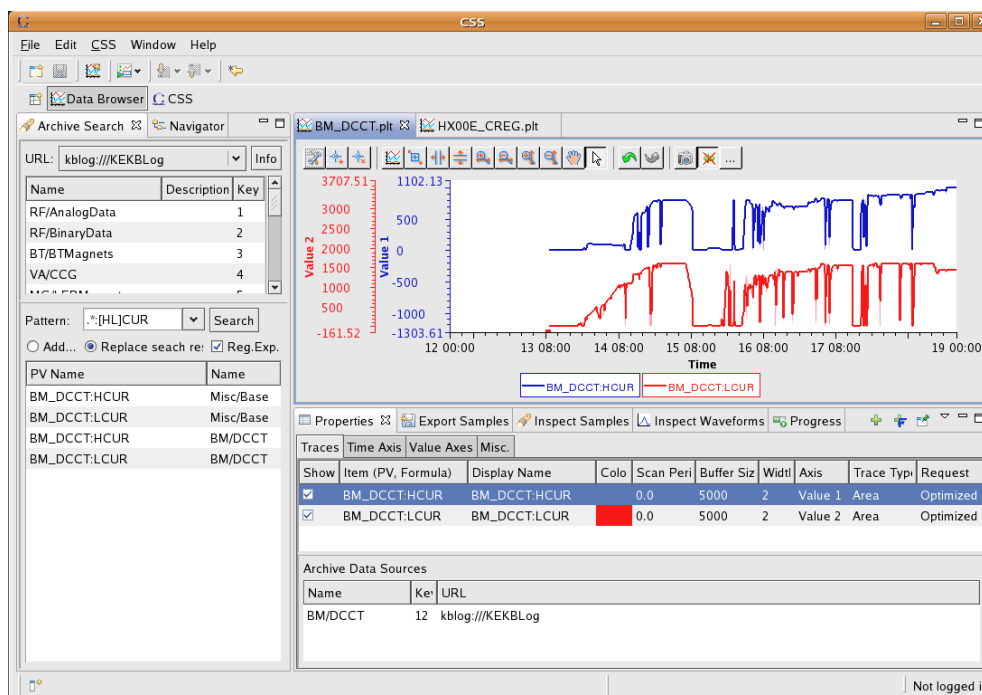 CSS
File Edit CSS Window Help
Data Browser CSS
Archive Search Navigator
URL: kblog:///KEKBLog Info
Name Description Key
RF/AnalogData 1
RF/BinaryData 2
BT/BTMagnets 3
VA/CCG 4
Pattern: .*:[HL]CUR Search
Add... Replace seach re: Reg.Exp.
PV Name Name
BM_DCCT:HCUR Misc/Base
BM_DCCT:LCUR Misc/Base
BM_DCCT:HCUR BM/DCCT
BM_DCCT:LCUR BM/DCCT
BM_DCCT.plt HX00E_CREG.plt
...
3707.51 1102.13
3000
500
2500
2000 0
1500
-500
1000
500
-1000
-161.52 -1303.61
Value 2
Value 1
12 00:00 13 08:00 14 08:00 15 08:00 16 08:00 17 08:00 19 00:00
Time
BM_DCCT:HCUR BM_DCCT:LCUR
Properties Export Samples Inspect Samples Inspect Waveforms Progress
Traces Time Axis Value Axes Misc.
Show Item (PV, Formula) Display Name Colo Scan Peri Buffer Siz Widtl Axis Trace Typ Request
BM_DCCT:HCUR BM_DCCT:HCUR 0.0 5000 2 Value 1 Area Optimized
BM_DCCT:LCUR BM_DCCT:LCUR 0.0 5000 2 Value 2 Area Optimized
Archive Data Sources
Name Key URL
BM/DCCT 12 kblog:///KEKBLog
Not logged i